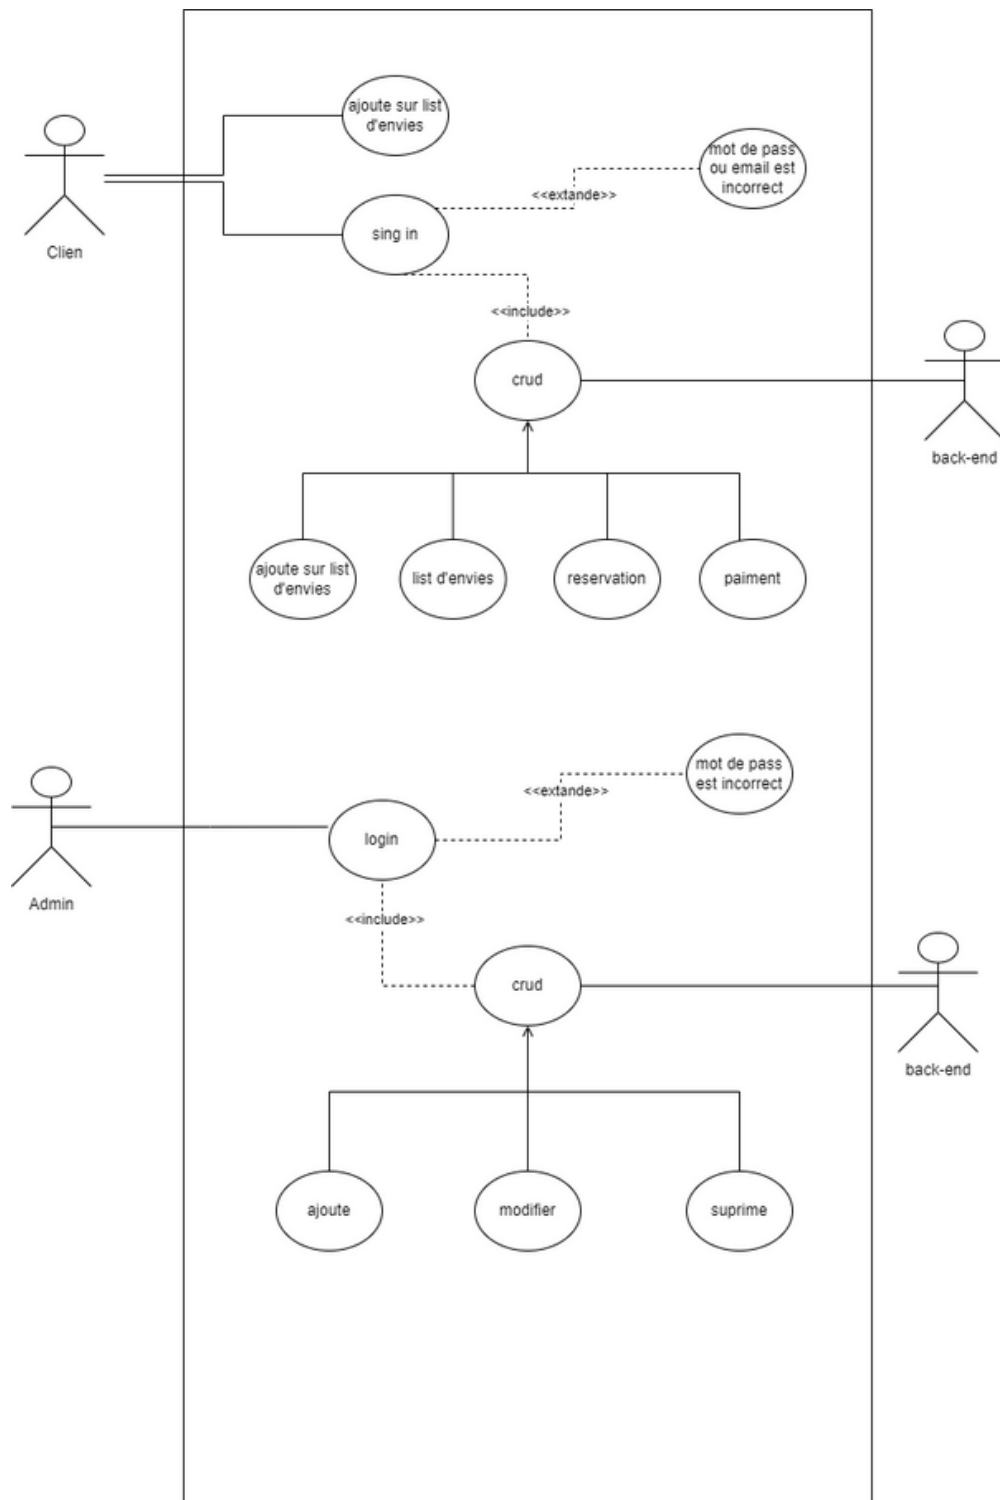 ajoute sur list
d'envies
mot de pass
ou email est
incorrect
<<extande>>
sing in
Clien
<<include>>
crud
back-end
ajoute sur list
d'envies
list d'envies
reservation
paiment
mot de pass
est incorrect
<<extande>>
login
Admin
<<include>>
crud
back-end
ajoute
modifier
suprime